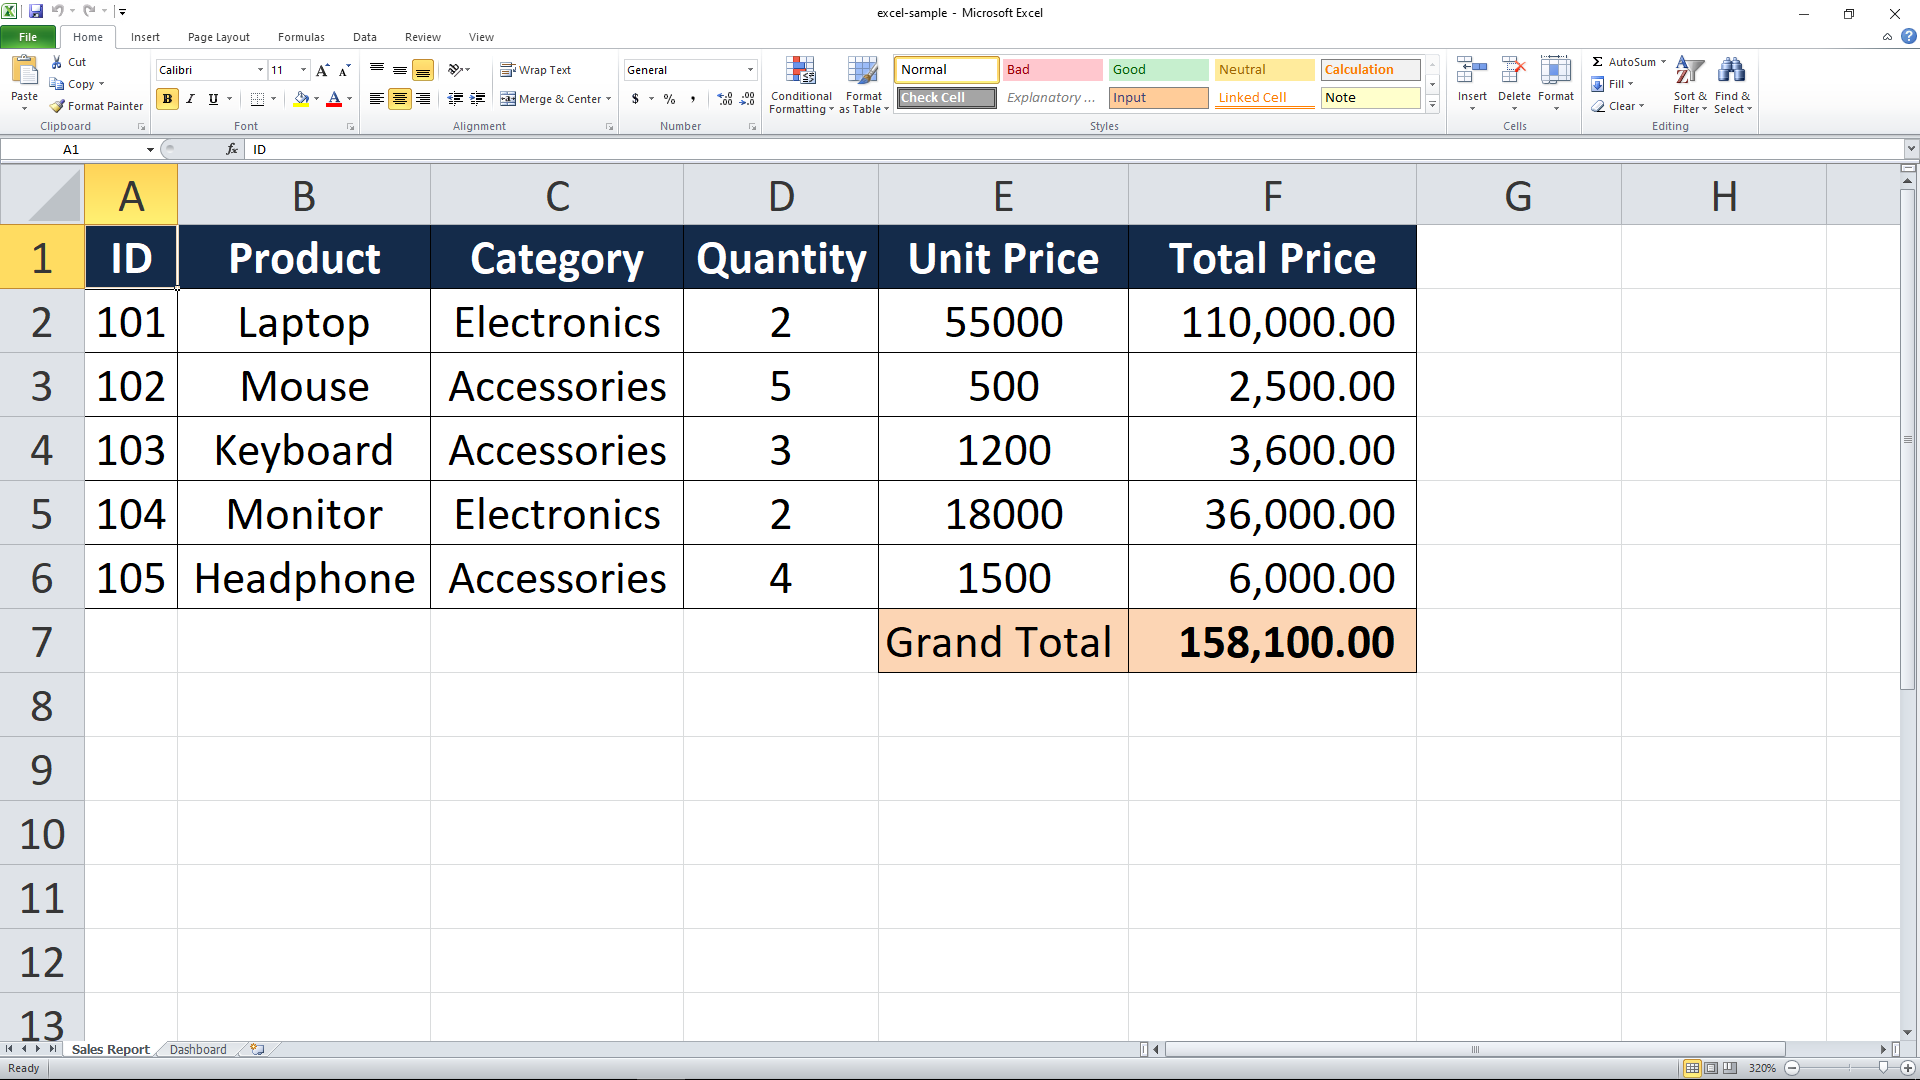 excel-sample - Microsoft Excel
File Home Insert Page Layout Formulas Data Review View
Paste
Cut
Copy
Format Painter
Clipboard
Calibri 11
B I U
Font
Wrap Text
Merge & Center
Alignment
General
$ % ,
Number
Conditional Formatting
Format as Table
Normal Bad Good Neutral Calculation
Check Cell Explanatory ... Input Linked Cell Note
Styles
Insert Delete Format
Cells
Σ AutoSum
Fill
Clear
Sort & Filter
Find & Select
Editing
A1 fx ID
A B C D E F G H
1 ID Product Category Quantity Unit Price Total Price
2 101 Laptop Electronics 2 55000 110,000.00
3 102 Mouse Accessories 5 500 2,500.00
4 103 Keyboard Accessories 3 1200 3,600.00
5 104 Monitor Electronics 2 18000 36,000.00
6 105 Headphone Accessories 4 1500 6,000.00
7 Grand Total 158,100.00
8
9
10
11
12
13
Sales Report Dashboard
Ready 320%